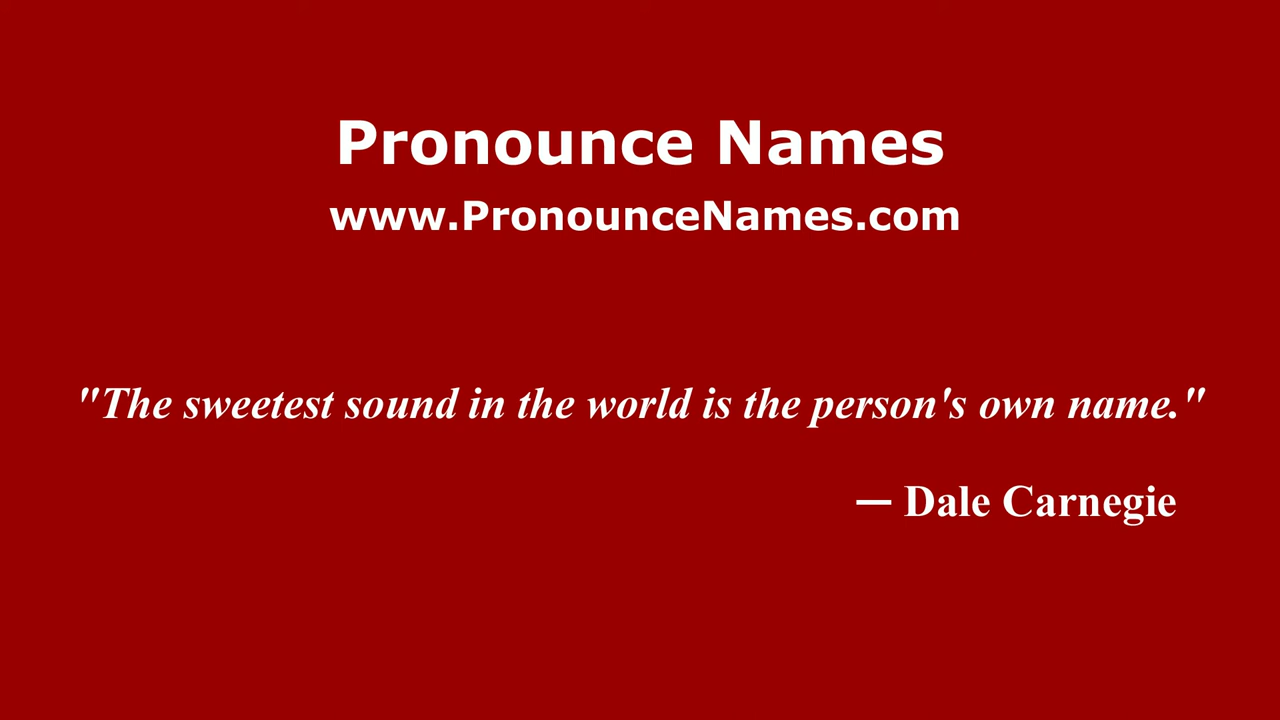 Pronounce Names
www.PronounceNames.com
"The sweetest sound in the world is the person's own name."
— Dale Carnegie